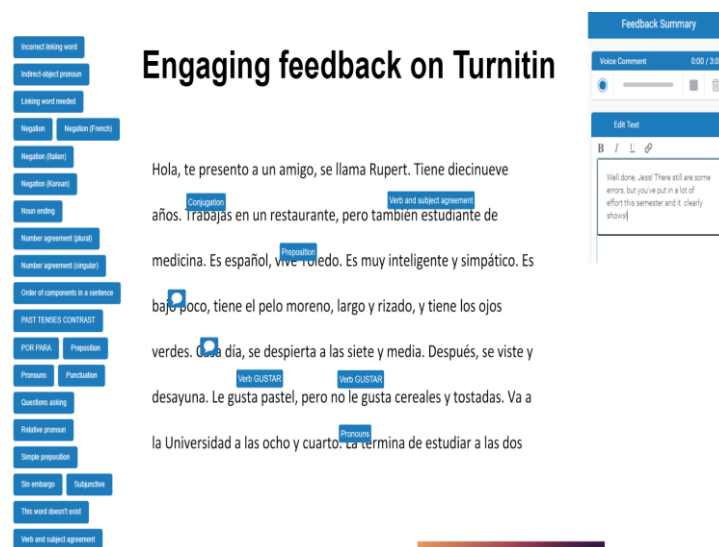 Engaging feedback on Turnitin
Incorrect linking word
Indirect-object pronoun
Linking word needed
Negation
Negation (French)
Negation (Italian)
Negation (Korean)
Noun ending
Number agreement (plural)
Number agreement (singular)
Order of components in a sentence
PAST TENSES CONTRAST
POR PARA
Preposition
Pronouns
Punctuation
Questions asking
Relative pronoun
Simple preposition
Sin embargo
Subjunctive
This word doesn't exist
Verb and subject agreement
Hola, te presento a un amigo, se llama Rupert. Tiene diecinueve
Conjugation
Verb and subject agreement
años. Trabajas en un restaurante, pero también estudiante de
Preposition
medicina. Es español, vive Toledo. Es muy inteligente y simpático. Es
bajo poco, tiene el pelo moreno, largo y rizado, y tiene los ojos
verdes. día, se despierta a las siete y media. Después, se viste y
Verb GUSTAR
Verb GUSTAR
desayuna. Le gusta pastel, pero no le gusta cereales y tostadas. Va a
Pronouns
la Universidad a las ocho y cuarto. La termina de estudiar a las dos
Feedback Summary
Voice Comment
0:00 / 3:0
Edit Text
B I U
Well done, Jess! There still are some
errors, but you've put in a lot of
effort this semester and it clearly
shows!